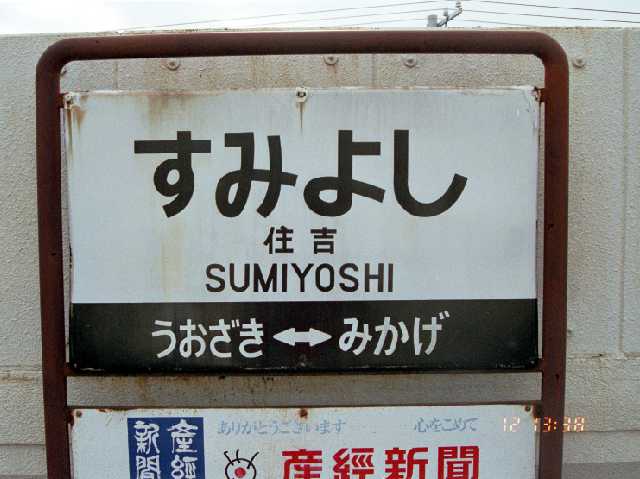 すみよし
住吉
SUMIYOSHI
うおざき ↔ みかげ
産経新聞
ありがとうございます 心をこめて
産經新聞
12 13:38